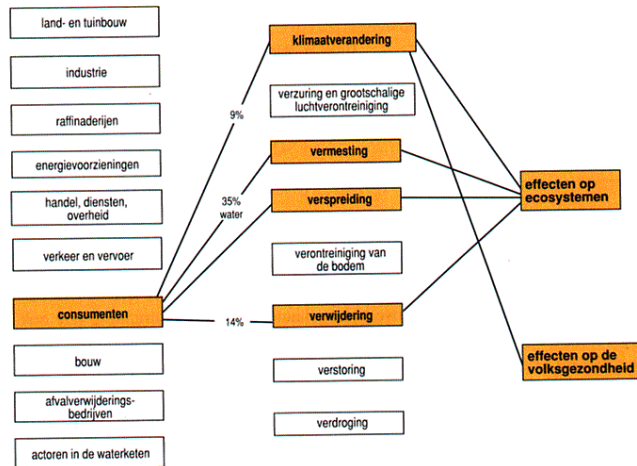 land- en tuinbouw
industrie
raffinaderijen
energievoorzieningen
handel, diensten,
overheid
verkeer en vervoer
consumenten
bouw
afvalverwijderings-
bedrijven
actoren in de waterketen
9%
35%
water
14%
klimaatverandering
verzuring en grootschalige
luchtverontreiniging
vermesting
verspreiding
verontreiniging van
de bodem
verwijdering
verstoring
verdroging
effecten op
ecosystemen
effecten op de
volksgezondheid